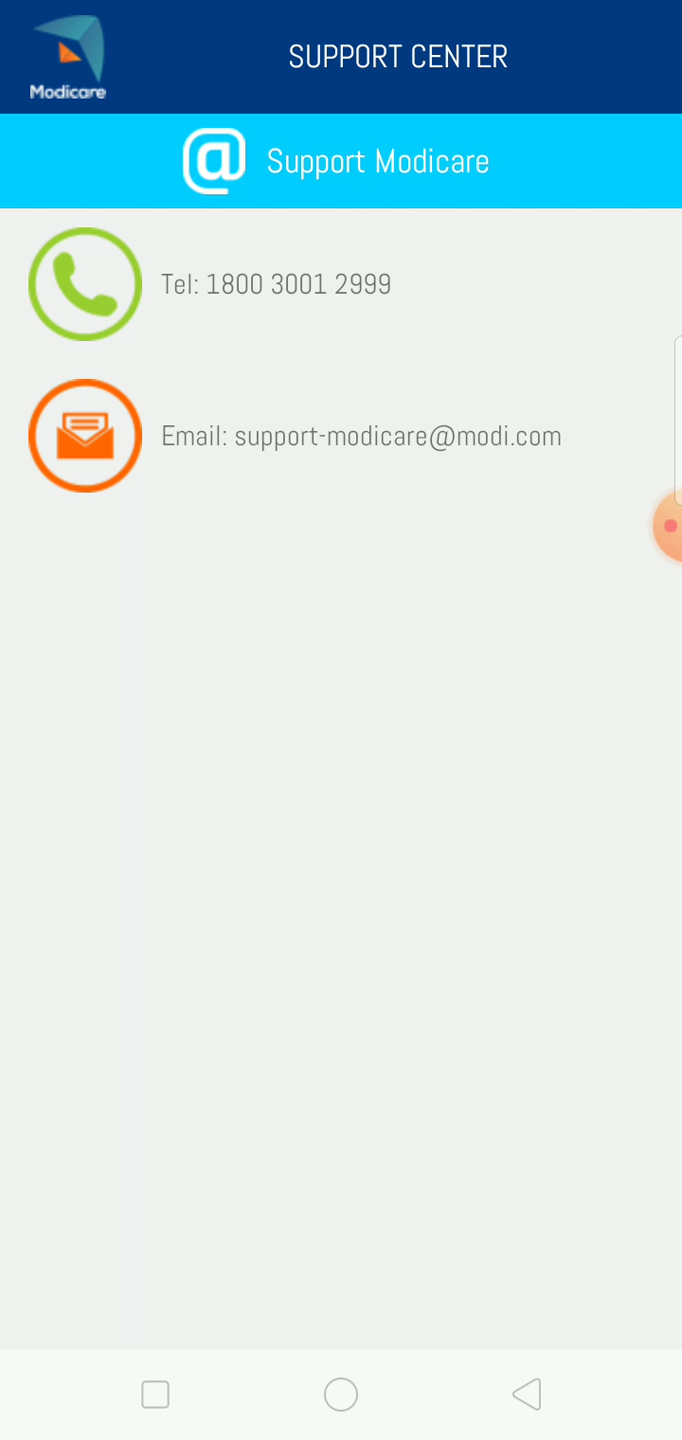 Modicare
SUPPORT CENTER
@ Support Modicare
Tel: 1800 3001 2999
Email: support-modicare@modi.com